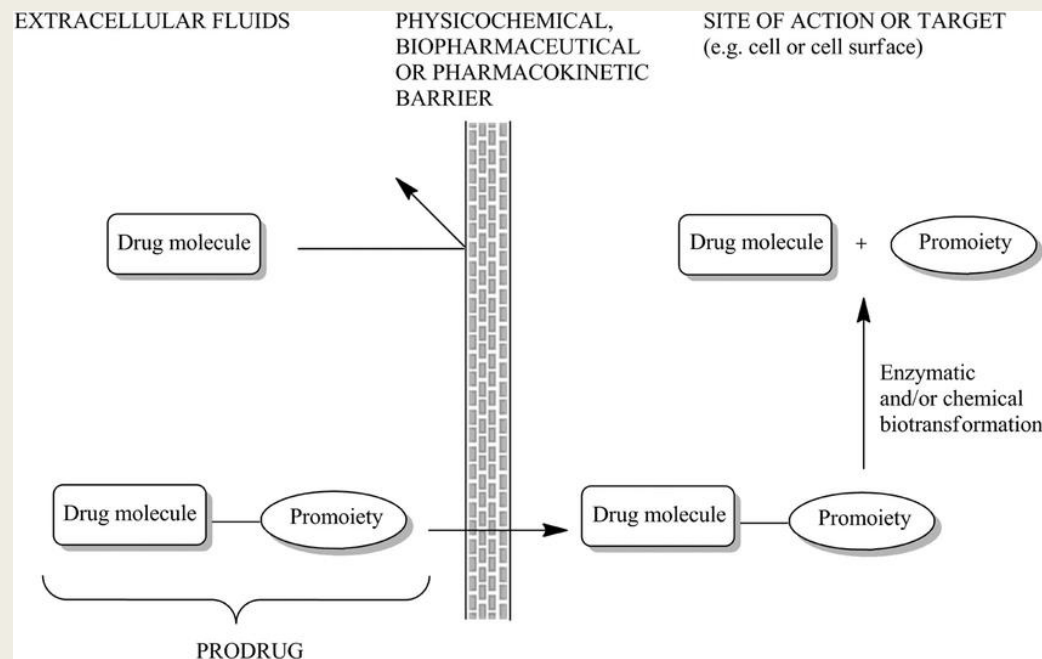 EXTRACELLULAR FLUIDS
PHYSICOCHEMICAL,
BIOPHARMACEUTICAL
OR PHARMACOKINETIC
BARRIER
SITE OF ACTION OR TARGET
(e.g. cell or cell surface)
Drug molecule
Drug molecule
+
Promoiety
Enzymatic
and/or chemical
biotransformation
Drug molecule
Promoiety
Drug molecule
Promoiety
PRODRUG